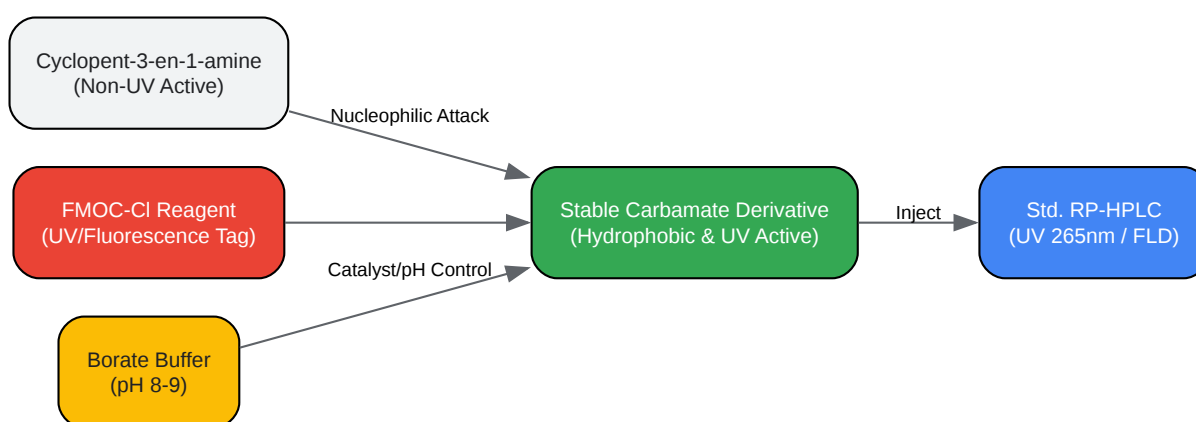 Cyclopent-3-en-1-amine
(Non-UV Active)
Nucleophilic Attack
FMOC-Cl Reagent
(UV/Fluorescence Tag)
Stable Carbamate Derivative
(Hydrophobic & UV Active)
Inject
Std. RP-HPLC
(UV 265nm / FLD)
Catalyst/pH Control
Borate Buffer
(pH 8-9)